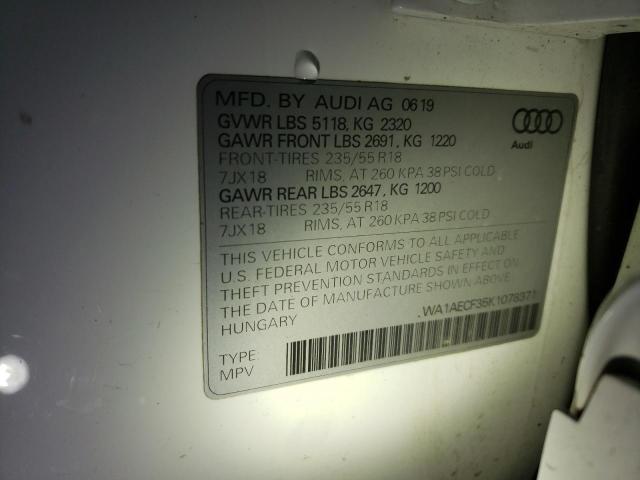 MFD. BY AUDI AG 06 19
GVWR LBS 5118, KG 2320
GAWR FRONT LBS 2691, KG 1220
FRONT-TIRES 235/55 R18
7JX18 RIMS, AT 260 KPA 38 PSI COLD
GAWR REAR LBS 2647, KG 1200
REAR-TIRES 235/55 R18
7JX18 RIMS, AT 260 KPA 38 PSI COLD
Audi
THIS VEHICLE CONFORMS TO ALL APPLICABLE
U.S. FEDERAL MOTOR VEHICLE SAFETY AND
THEFT PREVENTION STANDARDS IN EFFECT ON
THE DATE OF MANUFACTURE SHOWN ABOVE.
HUNGARY
.WA1AECF35K1078371
TYPE:
MPV